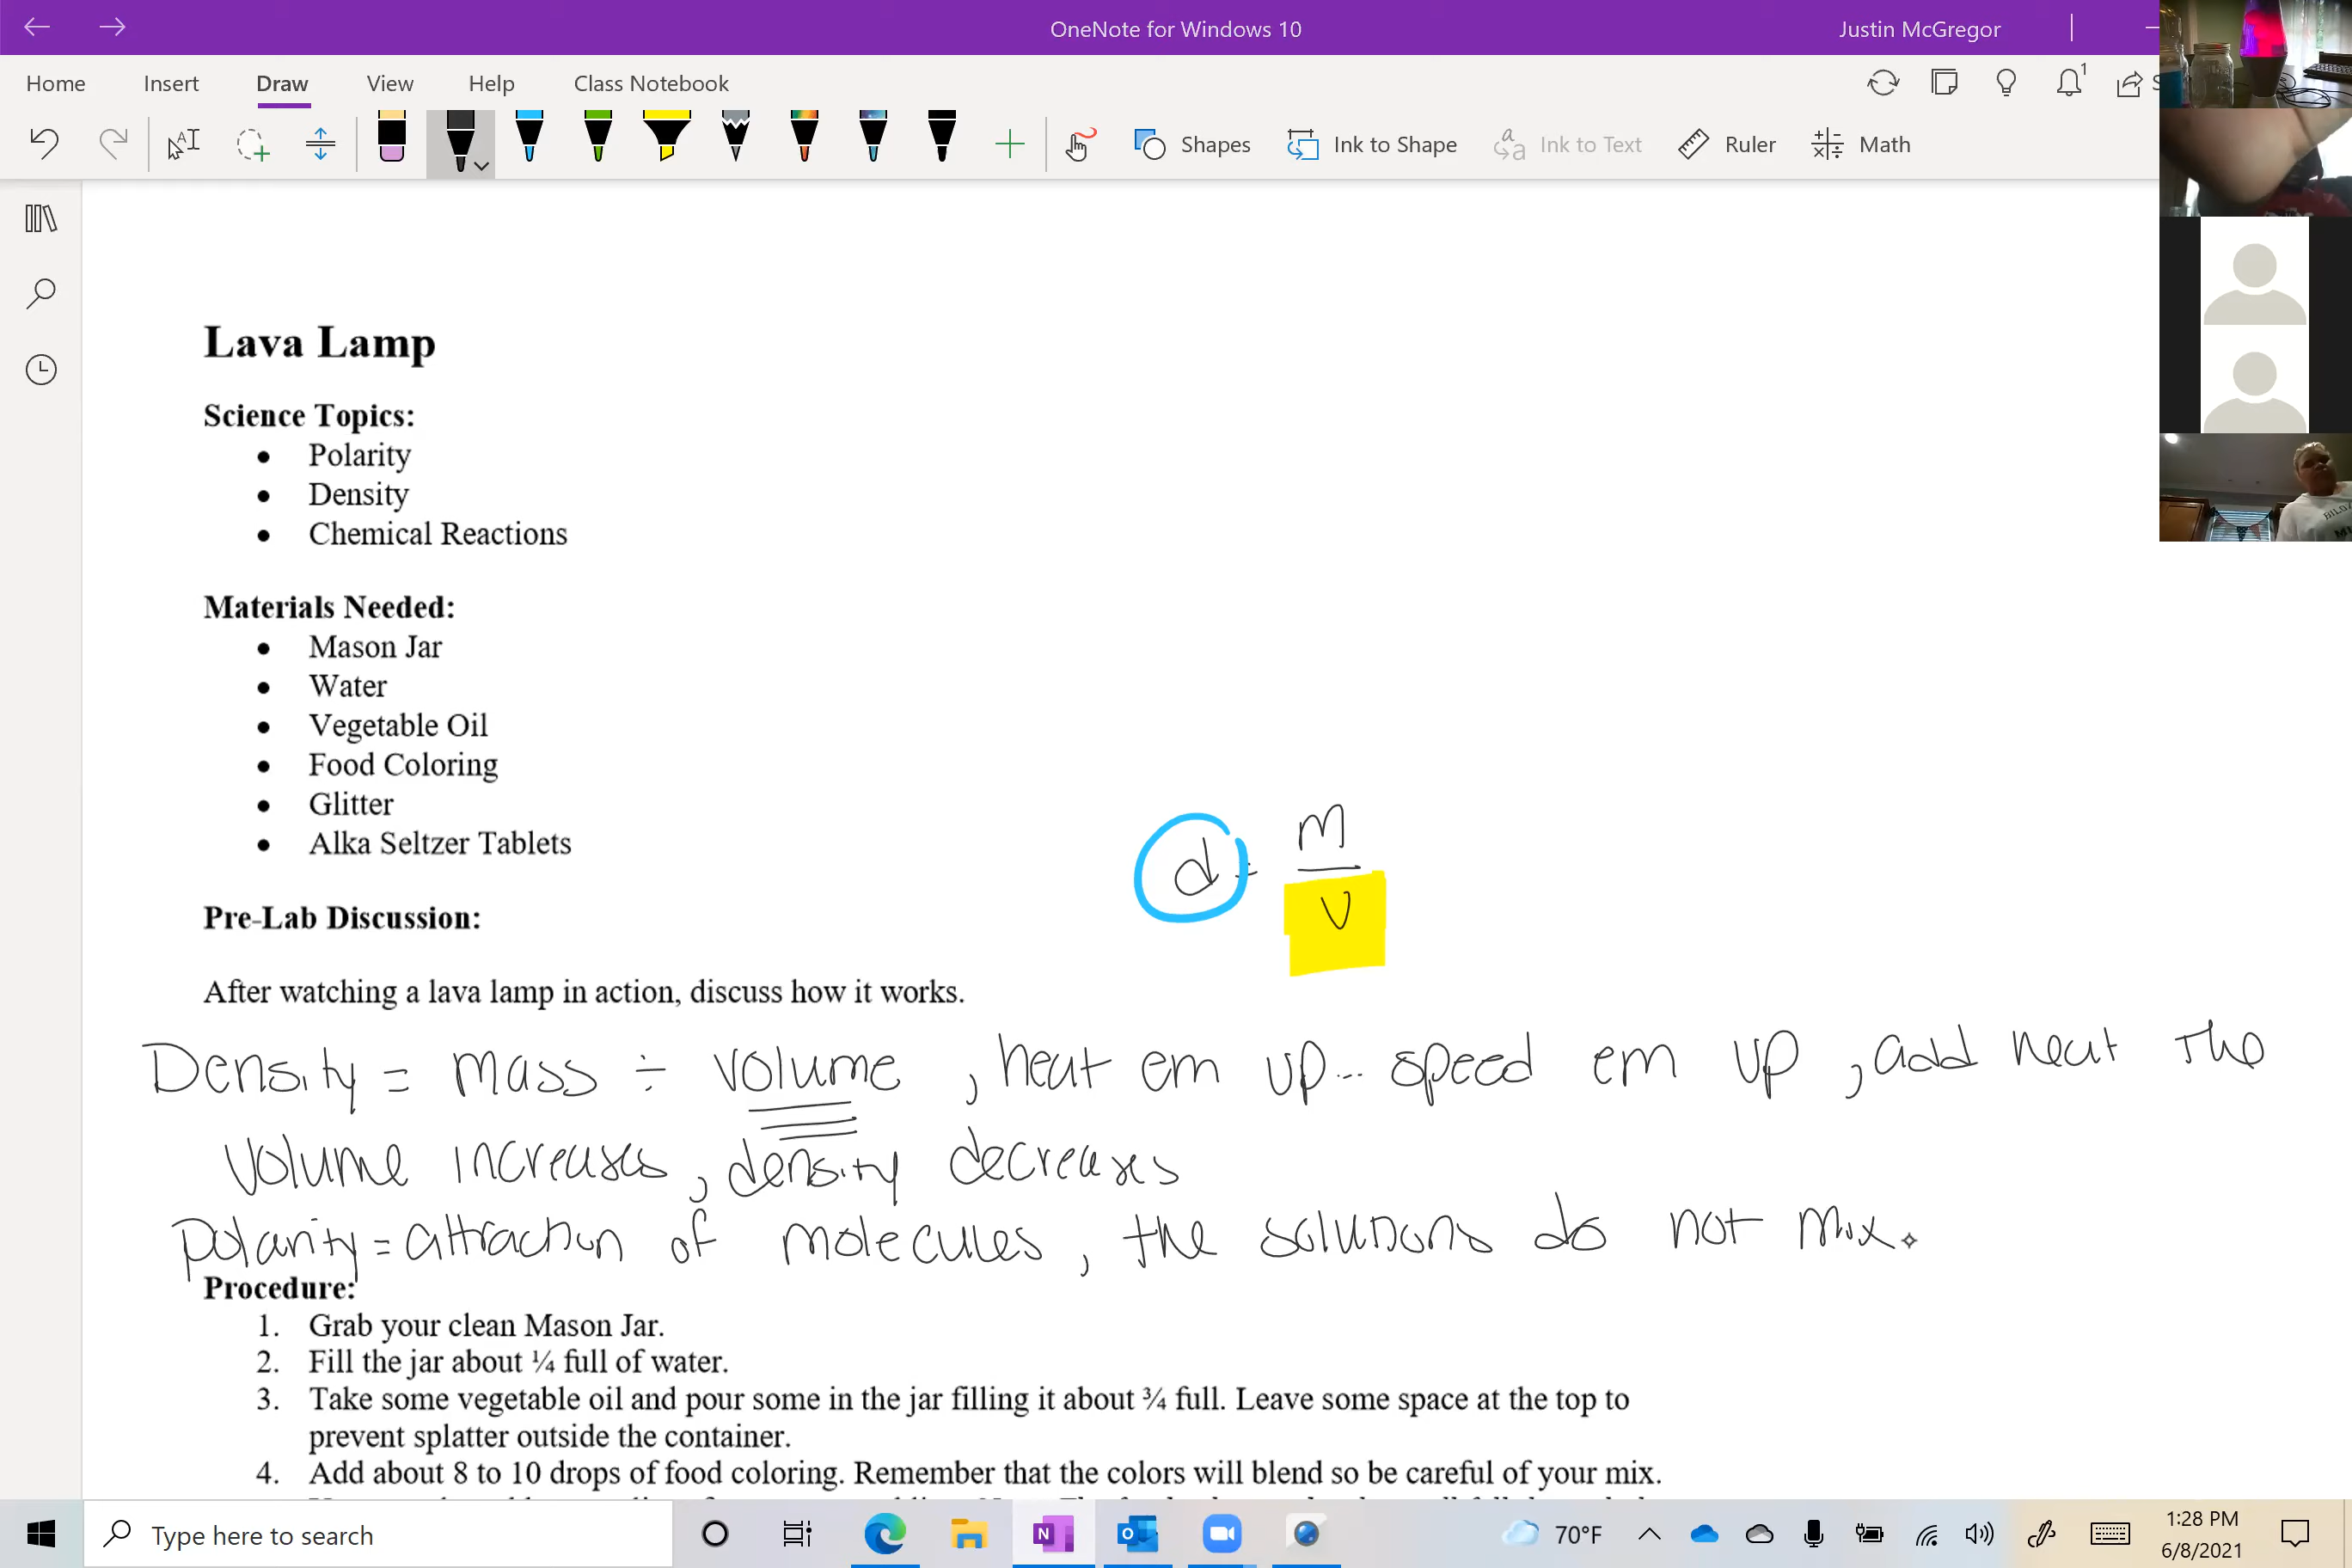 OneNote for Windows 10
Justin McGregor
Home Insert Draw View Help Class Notebook
1
Shapes Ink to Shape Ink to Text Ruler Math
Lava Lamp
Science Topics:
• Polarity
• Density
• Chemical Reactions
Materials Needed:
• Mason Jar
• Water
• Vegetable Oil
• Food Coloring
• Glitter
• Alka Seltzer Tablets
d = m
v
Pre-Lab Discussion:
After watching a lava lamp in action, discuss how it works.
Density = mass ÷ volume , heat em up... speed em up , add heat the
volume increases , density decreases
Polarity = attraction of molecules , the solutions do not mix.
Procedure:
1. Grab your clean Mason Jar.
2. Fill the jar about ¼ full of water.
3. Take some vegetable oil and pour some in the jar filling it about ¾ full. Leave some space at the top to
prevent splatter outside the container.
4. Add about 8 to 10 drops of food coloring. Remember that the colors will blend so be careful of your mix.
Type here to search
70°F
1:28 PM
6/8/2021